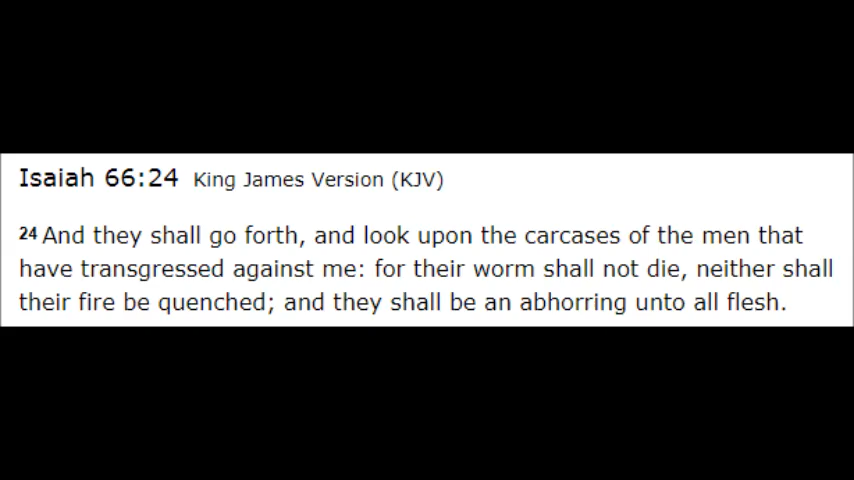 Isaiah 66:24 King James Version (KJV)
24 And they shall go forth, and look upon the carcases of the men that
have transgressed against me: for their worm shall not die, neither shall
their fire be quenched; and they shall be an abhorring unto all flesh.